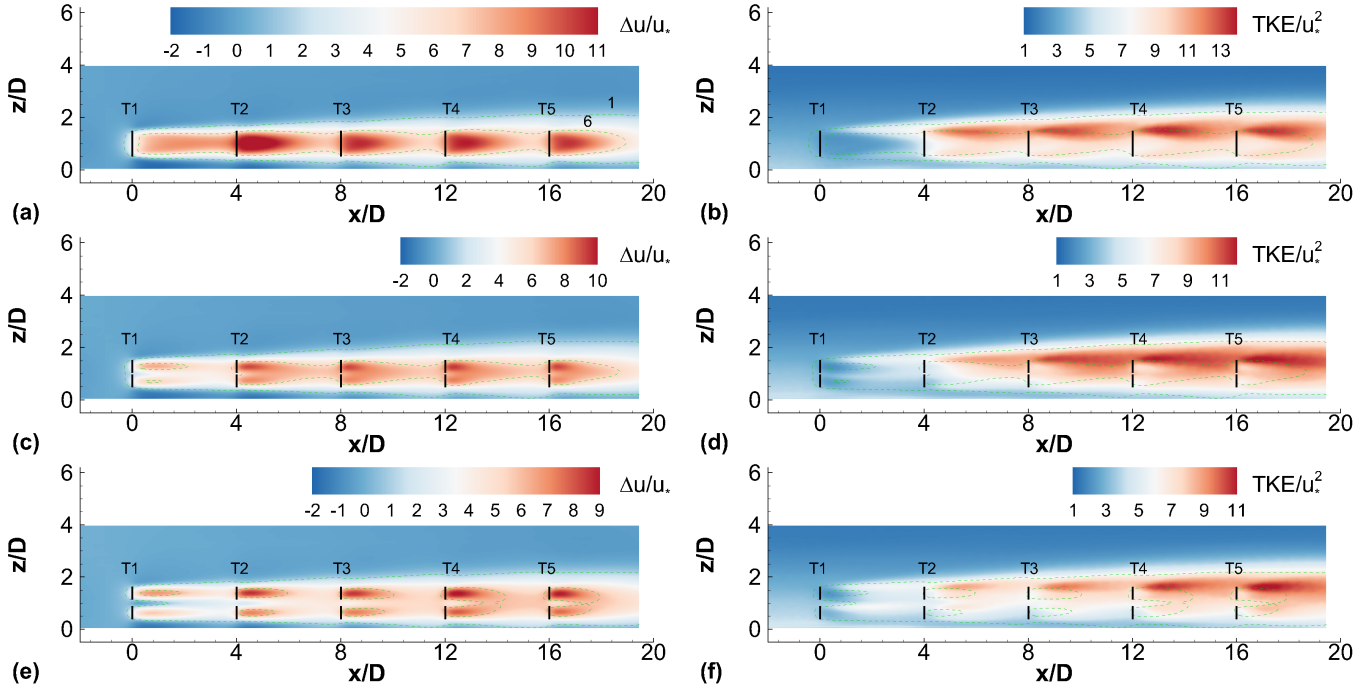 Δu/u*
-2 -1 0 1 2 3 4 5 6 7 8 9 10 11
z/D
6
4
2
0
T1 T2 T3 T4 T5
1
6
0 4 8 12 16 20
x/D
(a)
TKE/u*²
1 3 5 7 9 11 13
z/D
6
4
2
0
T1 T2 T3 T4 T5
0 4 8 12 16 20
x/D
(b)
Δu/u*
-2 0 2 4 6 8 10
z/D
6
4
2
0
T1 T2 T3 T4 T5
0 4 8 12 16 20
x/D
(c)
TKE/u*²
1 3 5 7 9 11
z/D
6
4
2
0
T1 T2 T3 T4 T5
0 4 8 12 16 20
x/D
(d)
Δu/u*
-2 -1 0 1 2 3 4 5 6 7 8 9
z/D
6
4
2
0
T1 T2 T3 T4 T5
0 4 8 12 16 20
x/D
(e)
TKE/u*²
1 3 5 7 9 11
z/D
6
4
2
0
T1 T2 T3 T4 T5
0 4 8 12 16 20
x/D
(f)